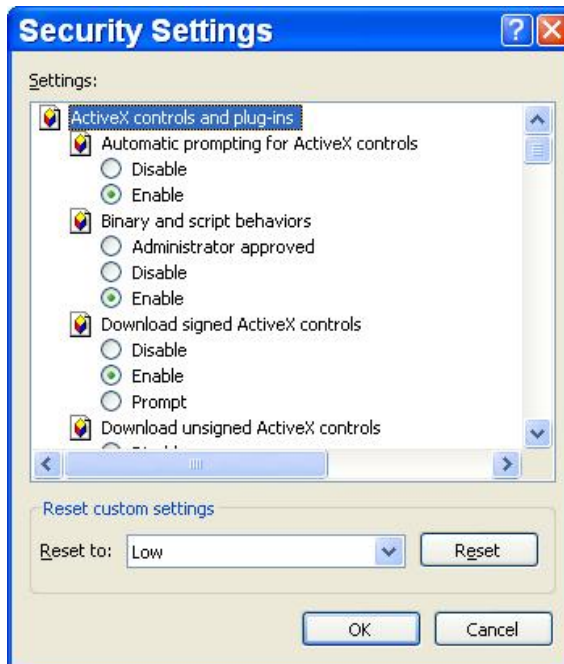 Security Settings
Settings:
ActiveX controls and plug-ins
Automatic prompting for ActiveX controls
Disable
Enable
Binary and script behaviors
Administrator approved
Disable
Enable
Download signed ActiveX controls
Disable
Enable
Prompt
Download unsigned ActiveX controls
Reset custom settings
Reset to: Low Reset
OK Cancel